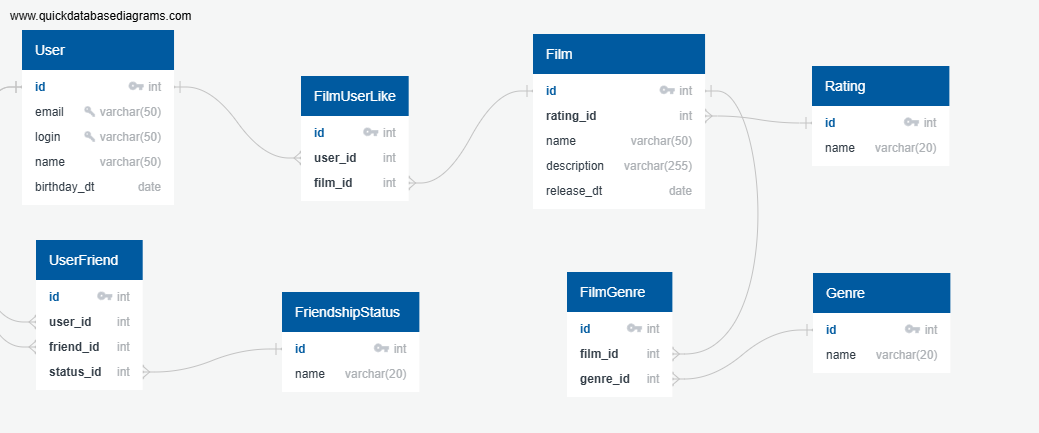 www.quickdatabasediagrams.com
User
id int
email varchar(50)
login varchar(50)
name varchar(50)
birthday_dt date
FilmUserLike
id int
user_id int
film_id int
Film
id int
rating_id int
name varchar(50)
description varchar(255)
release_dt date
Rating
id int
name varchar(20)
UserFriend
id int
user_id int
friend_id int
status_id int
FriendshipStatus
id int
name varchar(20)
FilmGenre
id int
film_id int
genre_id int
Genre
id int
name varchar(20)